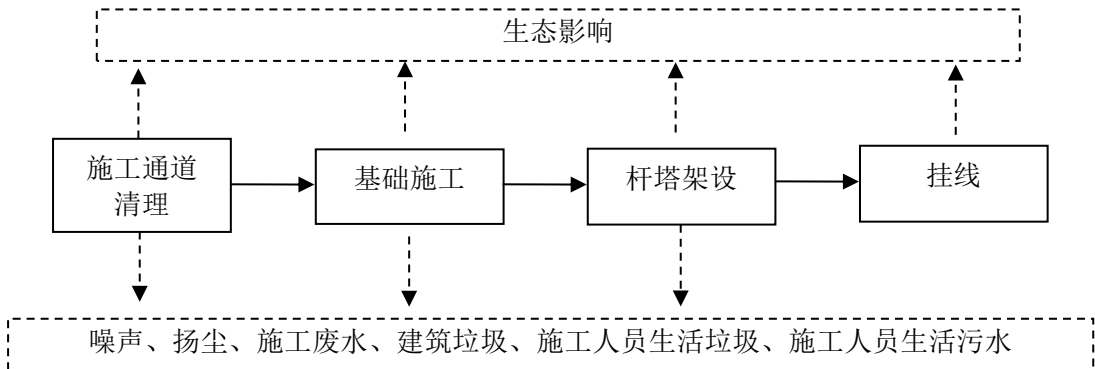 生态影响
施工通道
清理
基础施工
杆塔架设
挂线
噪声、扬尘、施工废水、建筑垃圾、施工人员生活垃圾、施工人员生活污水